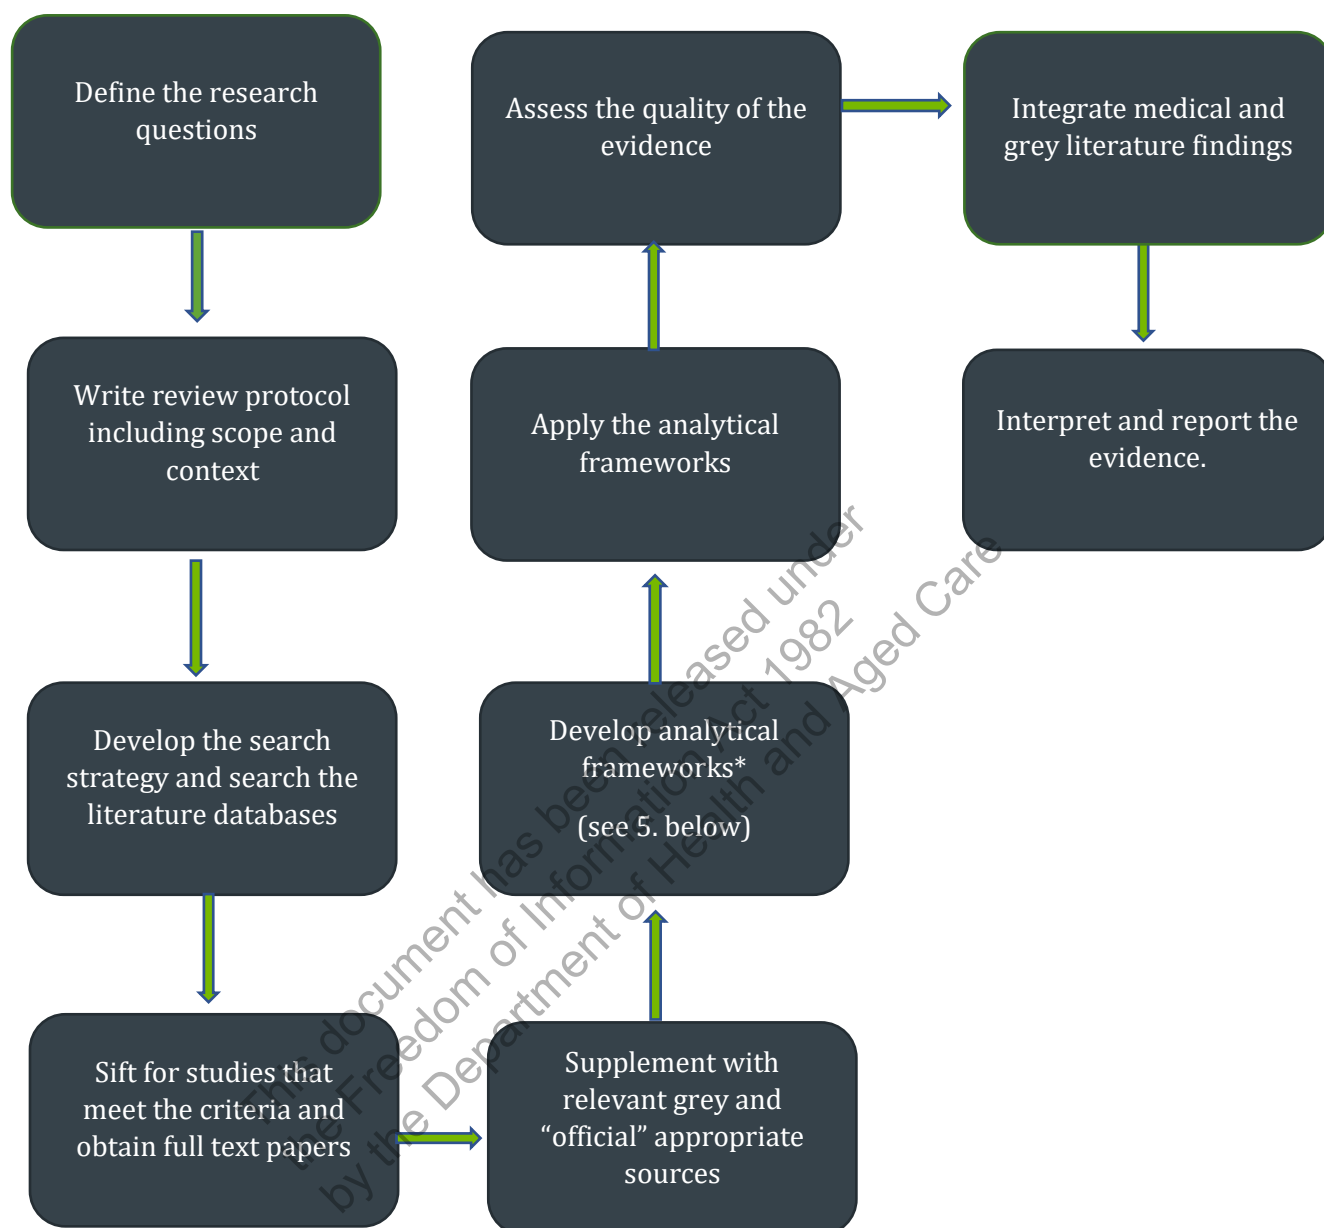 Define the research
questions
Write review protocol
including scope and
context
Develop the search
strategy and search the
literature databases
Sift for studies that
meet the criteria and
obtain full text papers
Supplement with
relevant grey and
“official” appropriate
sources
Develop analytical
frameworks*
(see 5. below)
Apply the analytical
frameworks
Assess the quality of the
evidence
Integrate medical and
grey literature findings
Interpret and report the
evidence.
This document has been released under
the Freedom of Information Act 1982
by the Department of Health and Aged Care